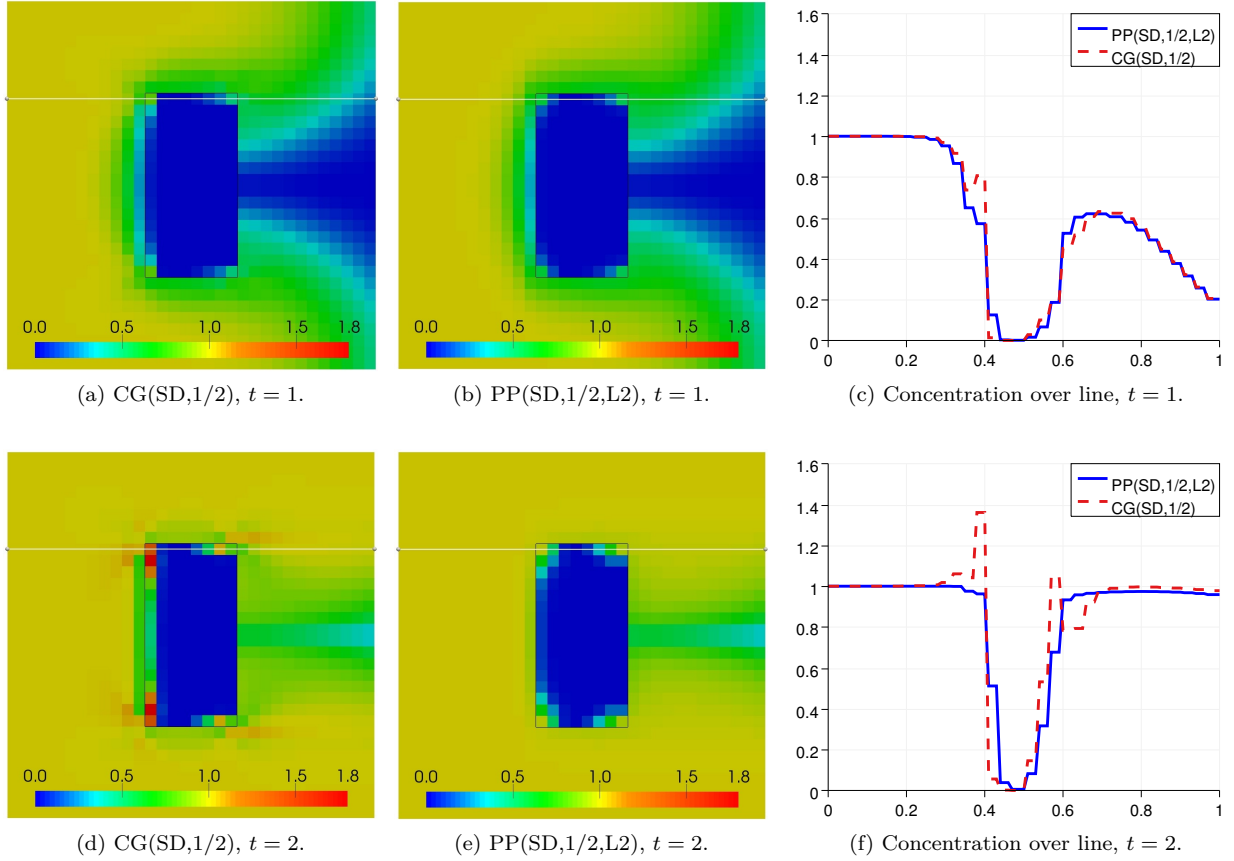 0.0 0.5 1.0 1.5 1.8
(a) CG(SD,1/2), t = 1.
0.0 0.5 1.0 1.5 1.8
(b) PP(SD,1/2,L2), t = 1.
PP(SD,1/2,L2)
CG(SD,1/2)
1.6
1.4
1.2
1
0.8
0.6
0.4
0.2
0
0 0.2 0.4 0.6 0.8 1
(c) Concentration over line, t = 1.
0.0 0.5 1.0 1.5 1.8
(d) CG(SD,1/2), t = 2.
0.0 0.5 1.0 1.5 1.8
(e) PP(SD,1/2,L2), t = 2.
PP(SD,1/2,L2)
CG(SD,1/2)
1.6
1.4
1.2
1
0.8
0.6
0.4
0.2
0
0 0.2 0.4 0.6 0.8 1
(f) Concentration over line, t = 2.